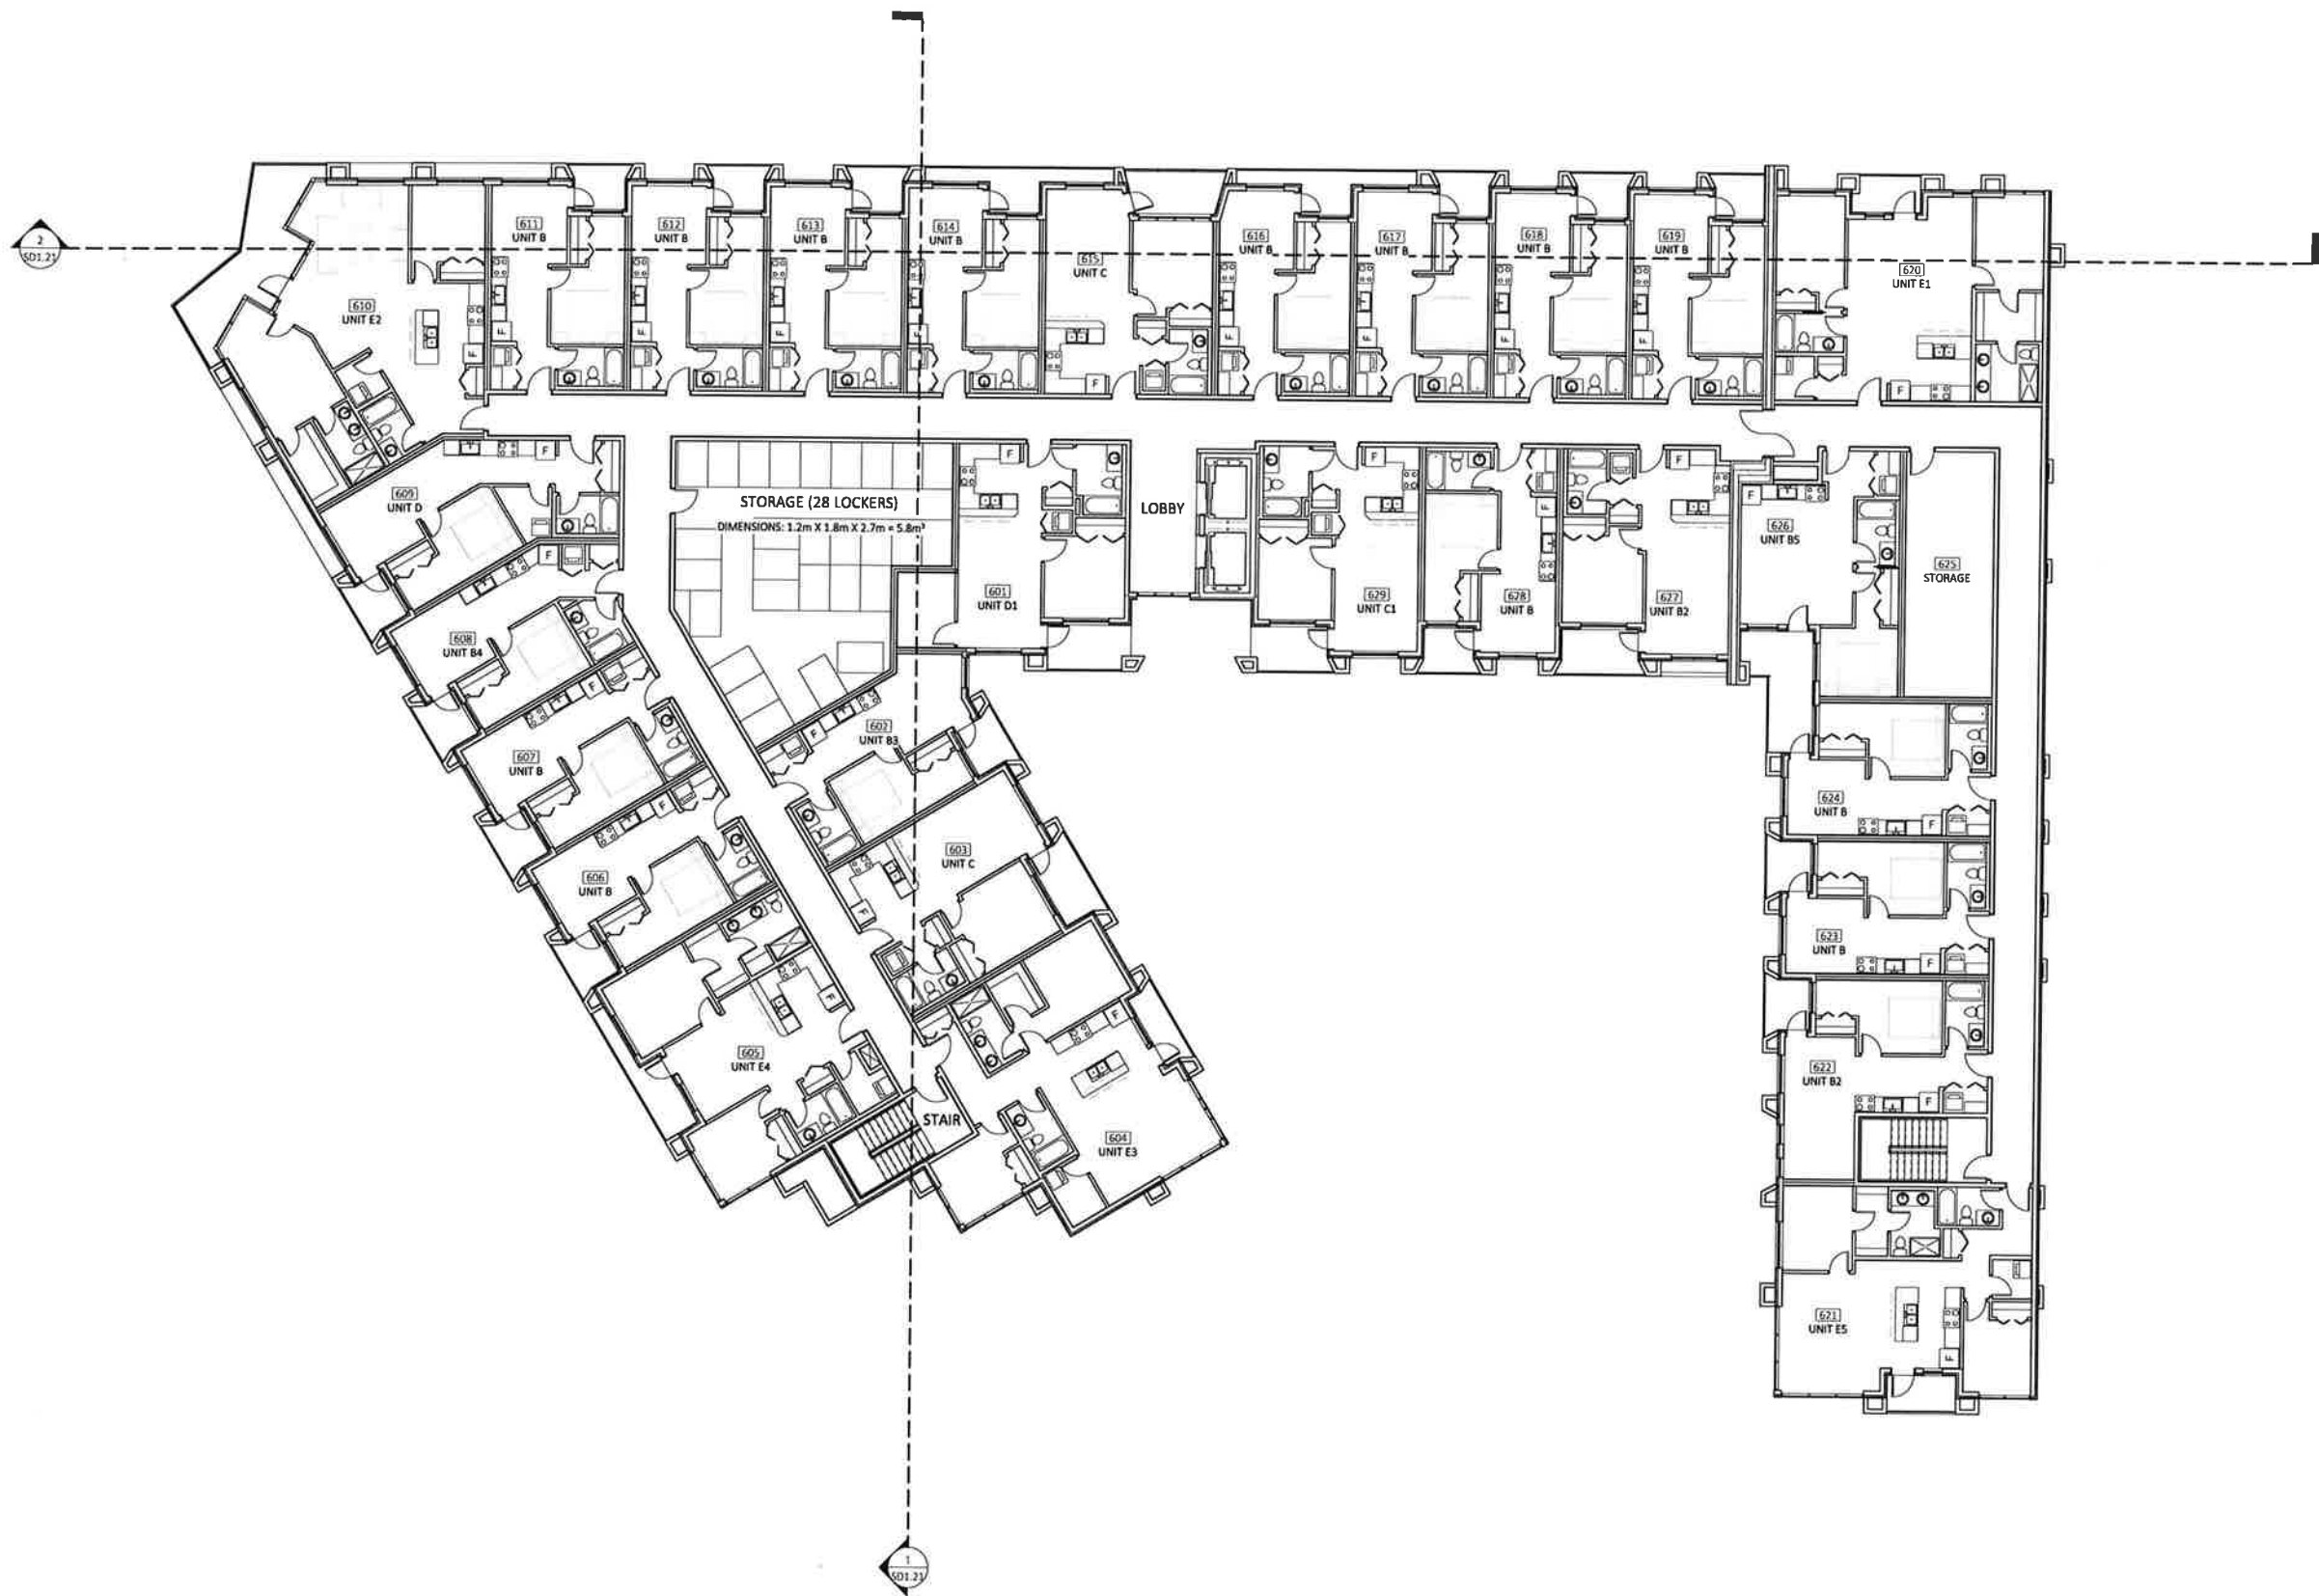 2
SD1.21
611
UNIT B
612
UNIT B
613
UNIT B
614
UNIT B
615
UNIT C
616
UNIT B
617
UNIT B
618
UNIT B
619
UNIT B
620
UNIT E1
610
UNIT E2
F
F
F
F
F
F
F
F
F
F
F
609
UNIT D
F
STORAGE (28 LOCKERS)
DIMENSIONS: 1.2m X 1.8m X 2.7m = 5.8m³
F
601
UNIT D1
LOBBY
F
629
UNIT C1
F
628
UNIT B
F
627
UNIT B2
F
626
UNIT B5
625
STORAGE
F
608
UNIT B4
F
607
UNIT B
F
606
UNIT B
F
602
UNIT B3
F
603
UNIT C
F
605
UNIT E4
F
604
UNIT E3
STAIR
624
UNIT B
F
623
UNIT B
F
622
UNIT B2
F
621
UNIT E5
F
1
SD1.21